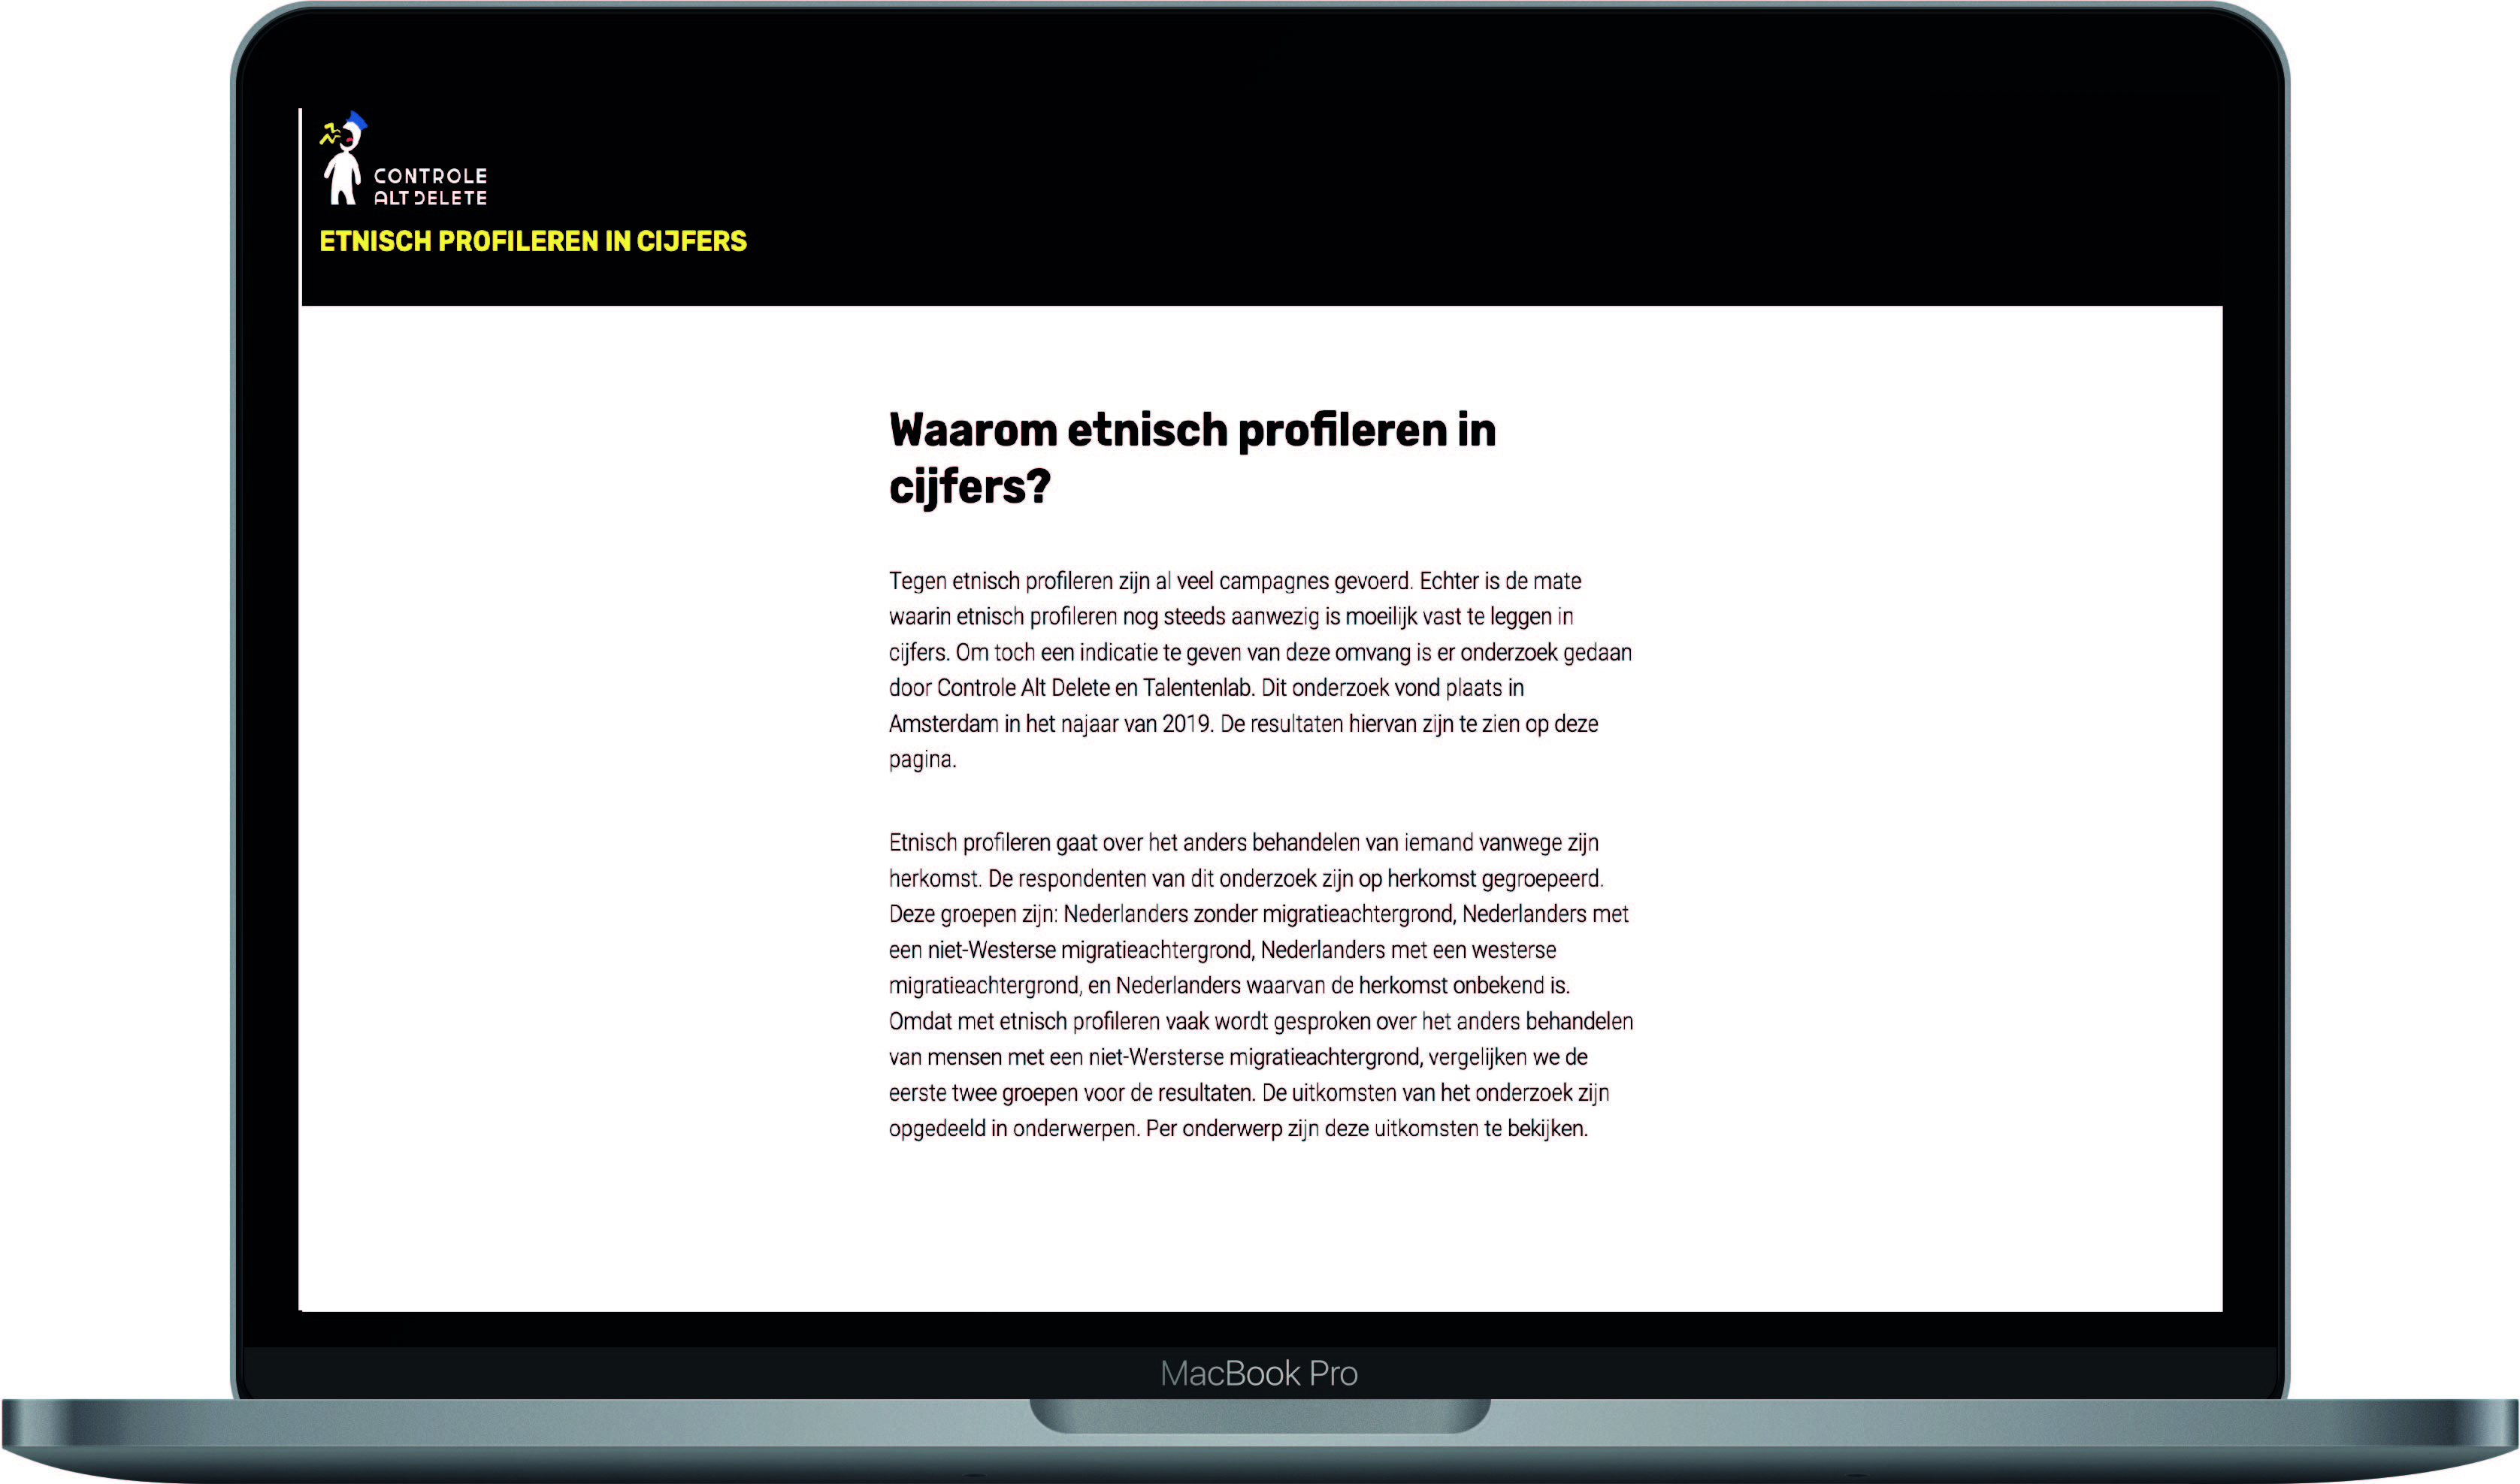 CONTROLE
ALT DELETE
ETNISCH PROFILEREN IN CIJFERS
Waarom etnisch profileren in
cijfers?
Tegen etnisch profileren zijn al veel campagnes gevoerd. Echter is de mate
waarin etnisch profileren nog steeds aanwezig is moeilijk vast te leggen in
cijfers. Om toch een indicatie te geven van deze omvang is er onderzoek gedaan
door Controle Alt Delete en Talentenlab. Dit onderzoek vond plaats in
Amsterdam in het najaar van 2019. De resultaten hiervan zijn te zien op deze
pagina.
Etnisch profileren gaat over het anders behandelen van iemand vanwege zijn
herkomst. De respondenten van dit onderzoek zijn op herkomst gegroepeerd.
Deze groepen zijn: Nederlanders zonder migratieachtergrond, Nederlanders met
een niet-Westerse migratieachtergrond, Nederlanders met een westerse
migratieachtergrond, en Nederlanders waarvan de herkomst onbekend is.
Omdat met etnisch profileren vaak wordt gesproken over het anders behandelen
van mensen met een niet-Wersterse migratieachtergrond, vergelijken we de
eerste twee groepen voor de resultaten. De uitkomsten van het onderzoek zijn
opgedeeld in onderwerpen. Per onderwerp zijn deze uitkomsten te bekijken.
MacBook Pro